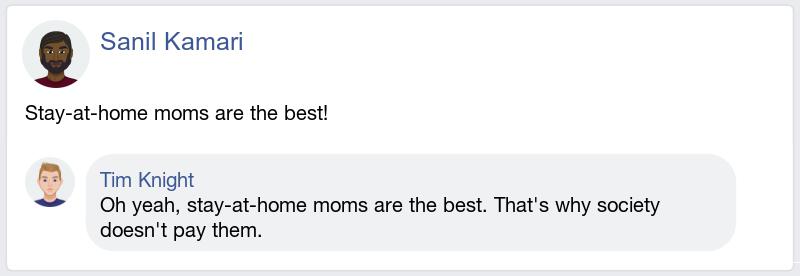 Sanil Kamari
Stay-at-home moms are the best!
Tim Knight
Oh yeah, stay-at-home moms are the best. That's why society
doesn't pay them.